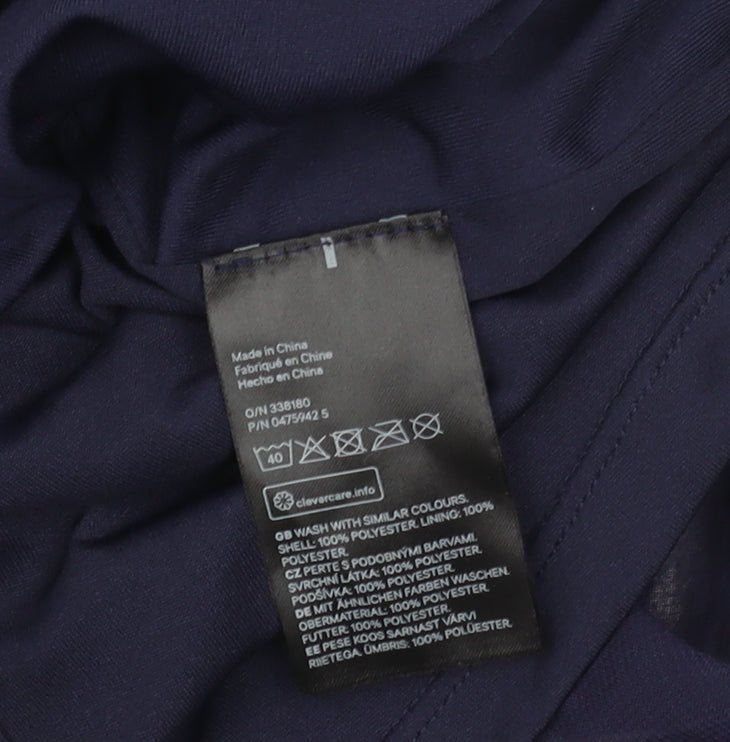 Made in China
Fabriqué en Chine
Hecho en China
O/N 338180
P/N 0475942 5
40
clevercare.info
GB WASH WITH SIMILAR COLOURS.
SHELL: 100% POLYESTER. LINING: 100%
POLYESTER.
CZ PERTE S PODOBNÝMI BARVAMI.
SVRCHNÍ LÁTKA: 100% POLYESTER.
PODŠÍVKA: 100% POLYESTER.
DE MIT ÄHNLICHEN FARBEN WASCHEN.
OBERMATERIAL: 100% POLYESTER.
FUTTER: 100% POLYESTER.
EE PESE KOOS SARNAST VÄRVI
RIIETEGA. ÜMBRIS: 100% POLÜESTER.